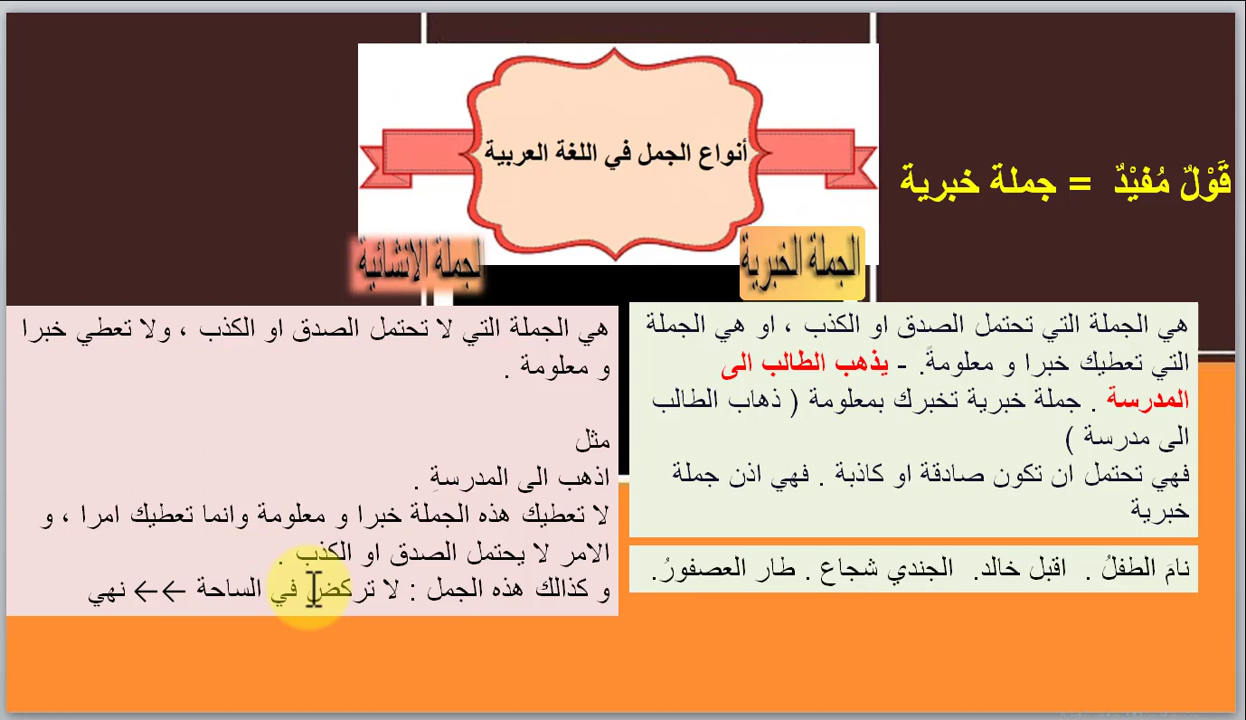 أنواع الجمل في اللغة العربية
قَوْلٌ مُفيْدٌ = جملة خبرية
الجملة الخبرية
هي الجملة التي تحتمل الصدق او الكذب ، او هي الجملة
التي تعطيك خبرا و معلومةً. - يذهب الطالب الى
المدرسة . جملة خبرية تخبرك بمعلومة ( ذهاب الطالب
الى مدرسة )
فهي تحتمل ان تكون صادقة او كاذبة . فهي اذن جملة
خبرية
نامَ الطفلُ . اقبل خالد. الجندي شجاع . طار العصفورُ.
لجملة الانشائية
هي الجملة التي لا تحتمل الصدق او الكذب ، ولا تعطي خبرا
و معلومة .
مثل
اذهب الى المدرسةِ .
لا تعطيك هذه الجملة خبرا و معلومة وانما تعطيك امرا ، و
الامر لا يحتمل الصدق او الكذب .
و كذالك هذه الجمل : لا تركض في الساحة ←← نهي